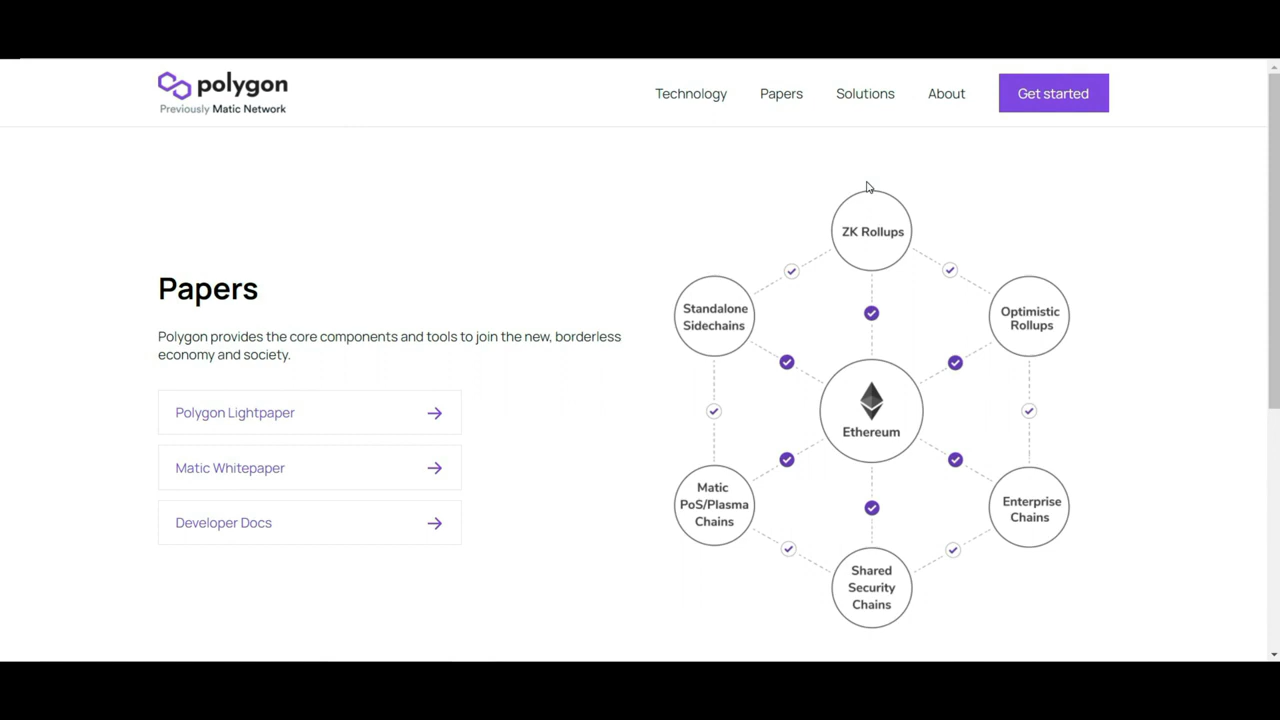 polygon
Previously Matic Network
Technology
Papers
Solutions
About
Get started
Papers
Polygon provides the core components and tools to join the new, borderless
economy and society.
Polygon Lightpaper
Matic Whitepaper
Developer Docs
ZK Rollups
Standalone
Sidechains
Optimistic
Rollups
Ethereum
Matic
PoS/Plasma
Chains
Enterprise
Chains
Shared
Security
Chains